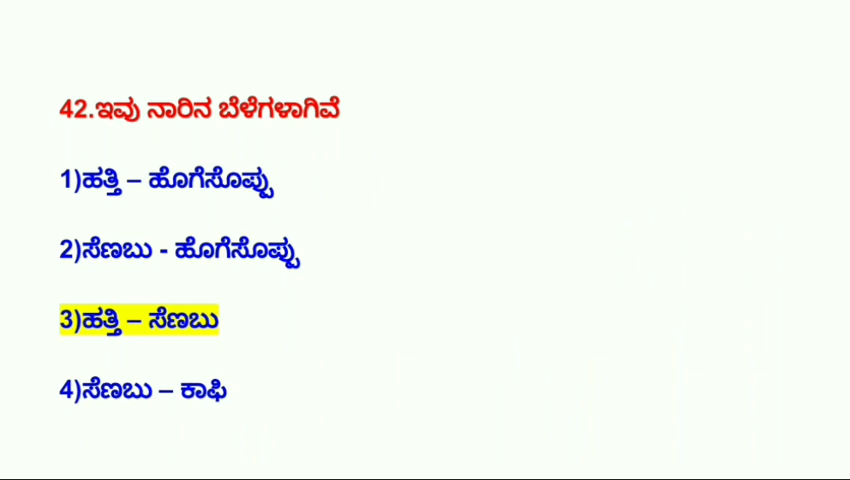 42.ಇವು ನಾರಿನ ಬೆಳೆಗಳಾಗಿವೆ
1)ಹತ್ತಿ – ಹೊಗೆಸೊಪ್ಪು
2)ಸೆಣಬು - ಹೊಗೆಸೊಪ್ಪು
3)ಹತ್ತಿ – ಸೆಣಬು
4)ಸೆಣಬು – ಕಾಫಿ